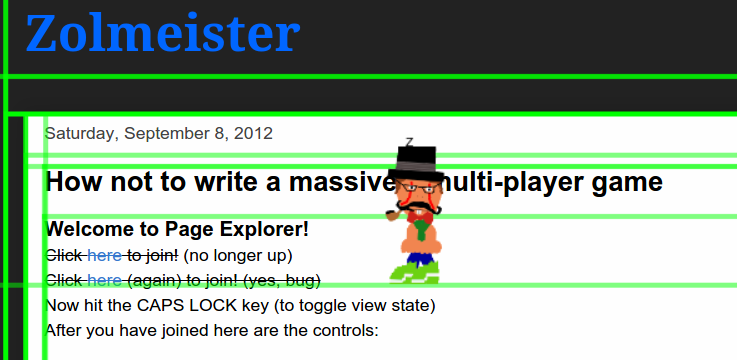 Zolmeister
Saturday, September 8, 2012
z
How not to write a massive multi-player game
Welcome to Page Explorer!
Click here to join! (no longer up)
Click here (again) to join! (yes, bug)
Now hit the CAPS LOCK key (to toggle view state)
After you have joined here are the controls: